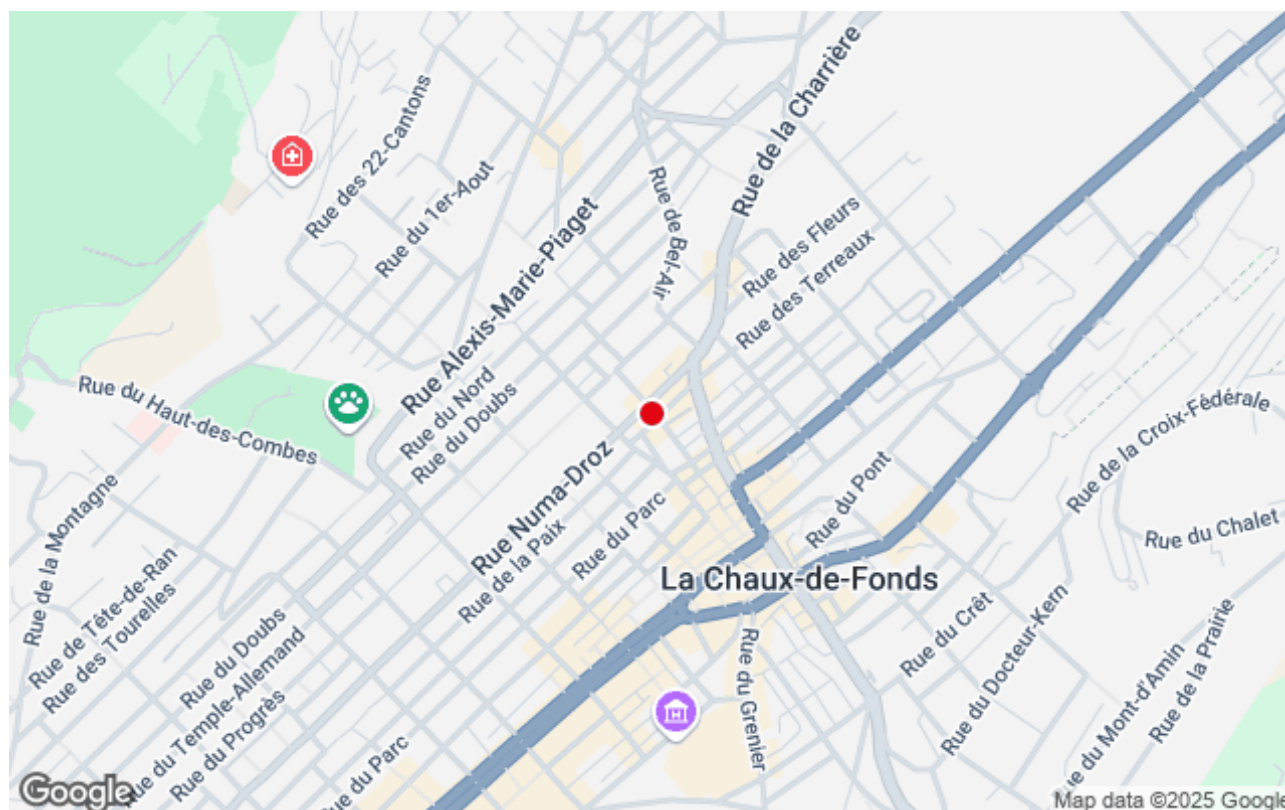 Rue de la Charrière
Rue des 22-Cantons
Rue du 1er-Aout
Rue de Bel-Air
Rue des Fleurs
Rue des Terreaux
Rue Alexis-Marie-Piaget
Rue du Haut-des-Combes
Rue du Nord
Rue du Doubs
Rue de la Croix-Fédérale
Rue Numa-Droz
Rue du Pont
Rue du Parc
Rue de la Paix
Rue du Chalet
Rue de la Montagne
La Chaux-de-Fonds
Rue de Tête-de-Ran
Rue des Tourelles
Rue du Doubs
Rue du Temple-Allemand
Rue du Progrès
Rue du Crêt
Rue du Docteur-Kern
Rue du Grenier
Rue du Mont-d'Amin
Rue de la Prairie
Rue du Parc
Google
Map data ©2025 Google